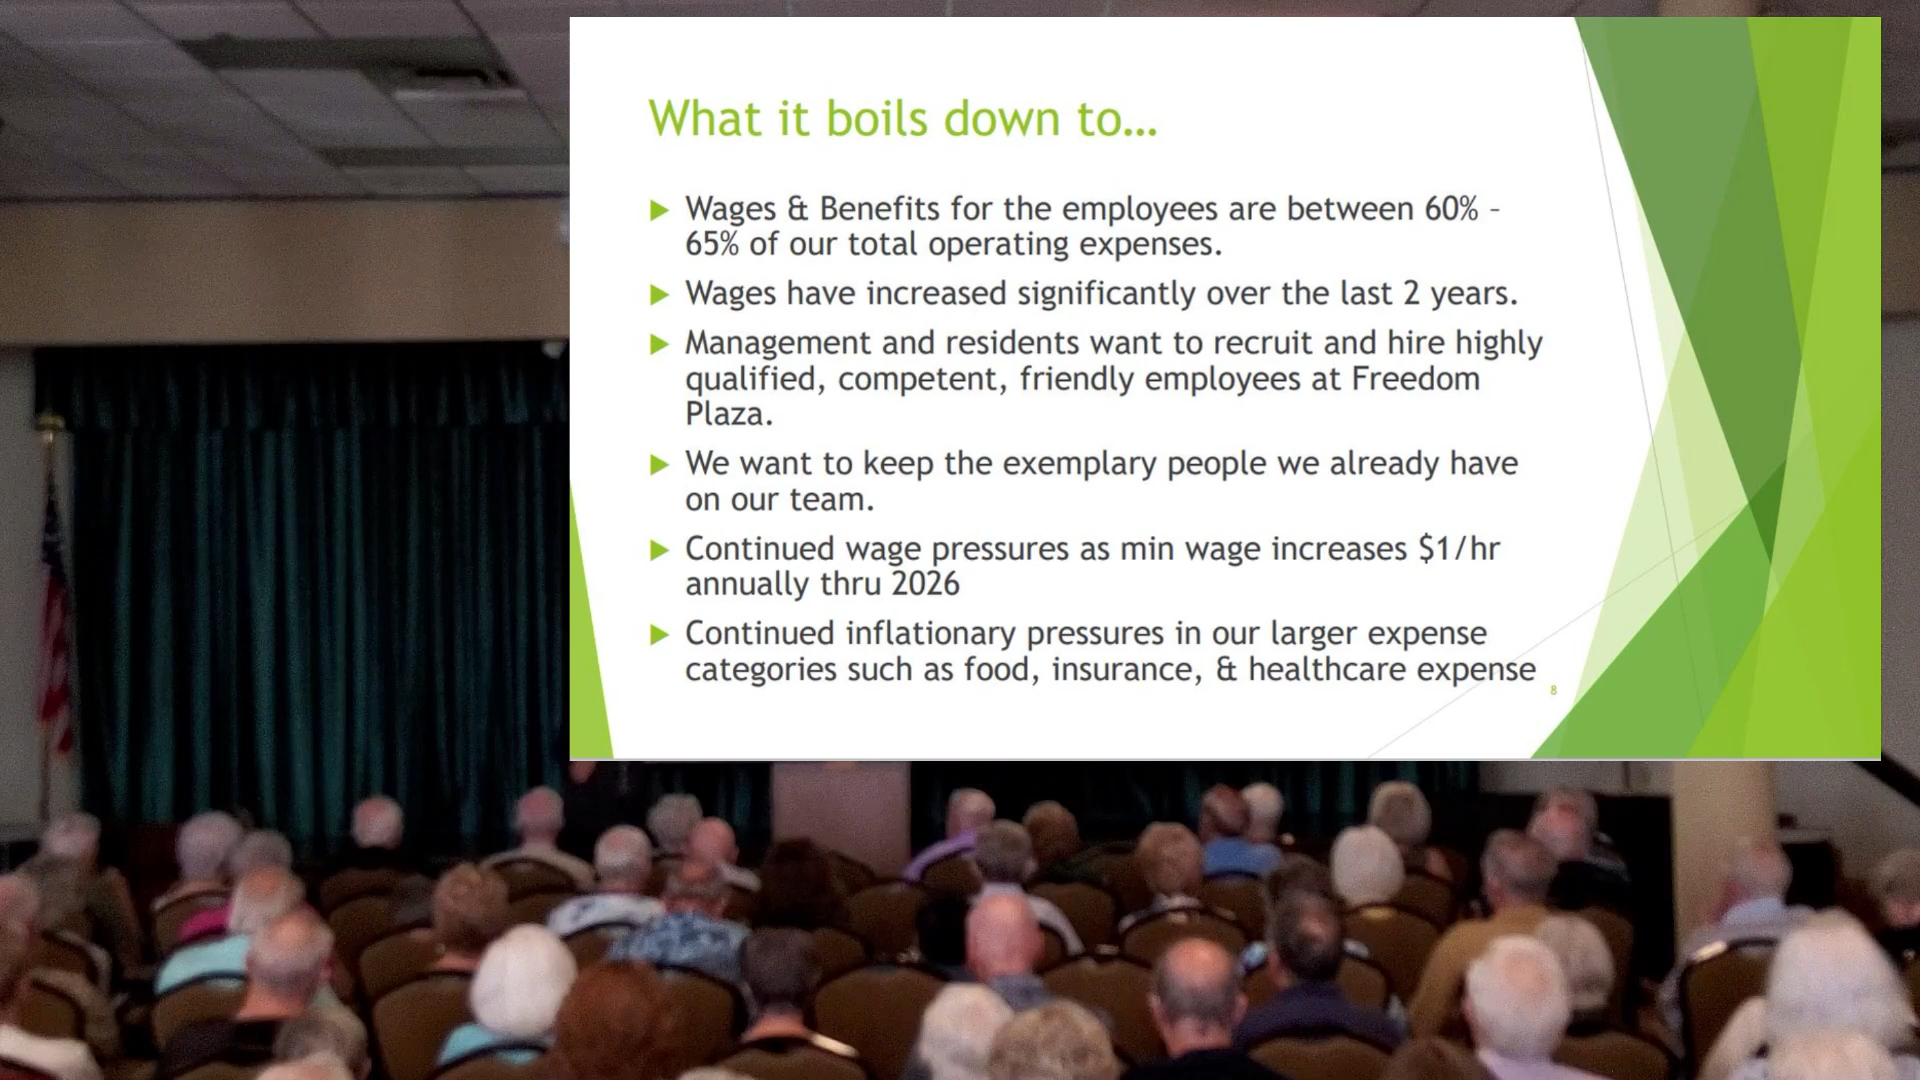 What it boils down to...
Wages & Benefits for the employees are between 60% –
65% of our total operating expenses.
Wages have increased significantly over the last 2 years.
Management and residents want to recruit and hire highly
qualified, competent, friendly employees at Freedom
Plaza.
We want to keep the exemplary people we already have
on our team.
Continued wage pressures as min wage increases $1/hr
annually thru 2026
Continued inflationary pressures in our larger expense
categories such as food, insurance, & healthcare expense
8